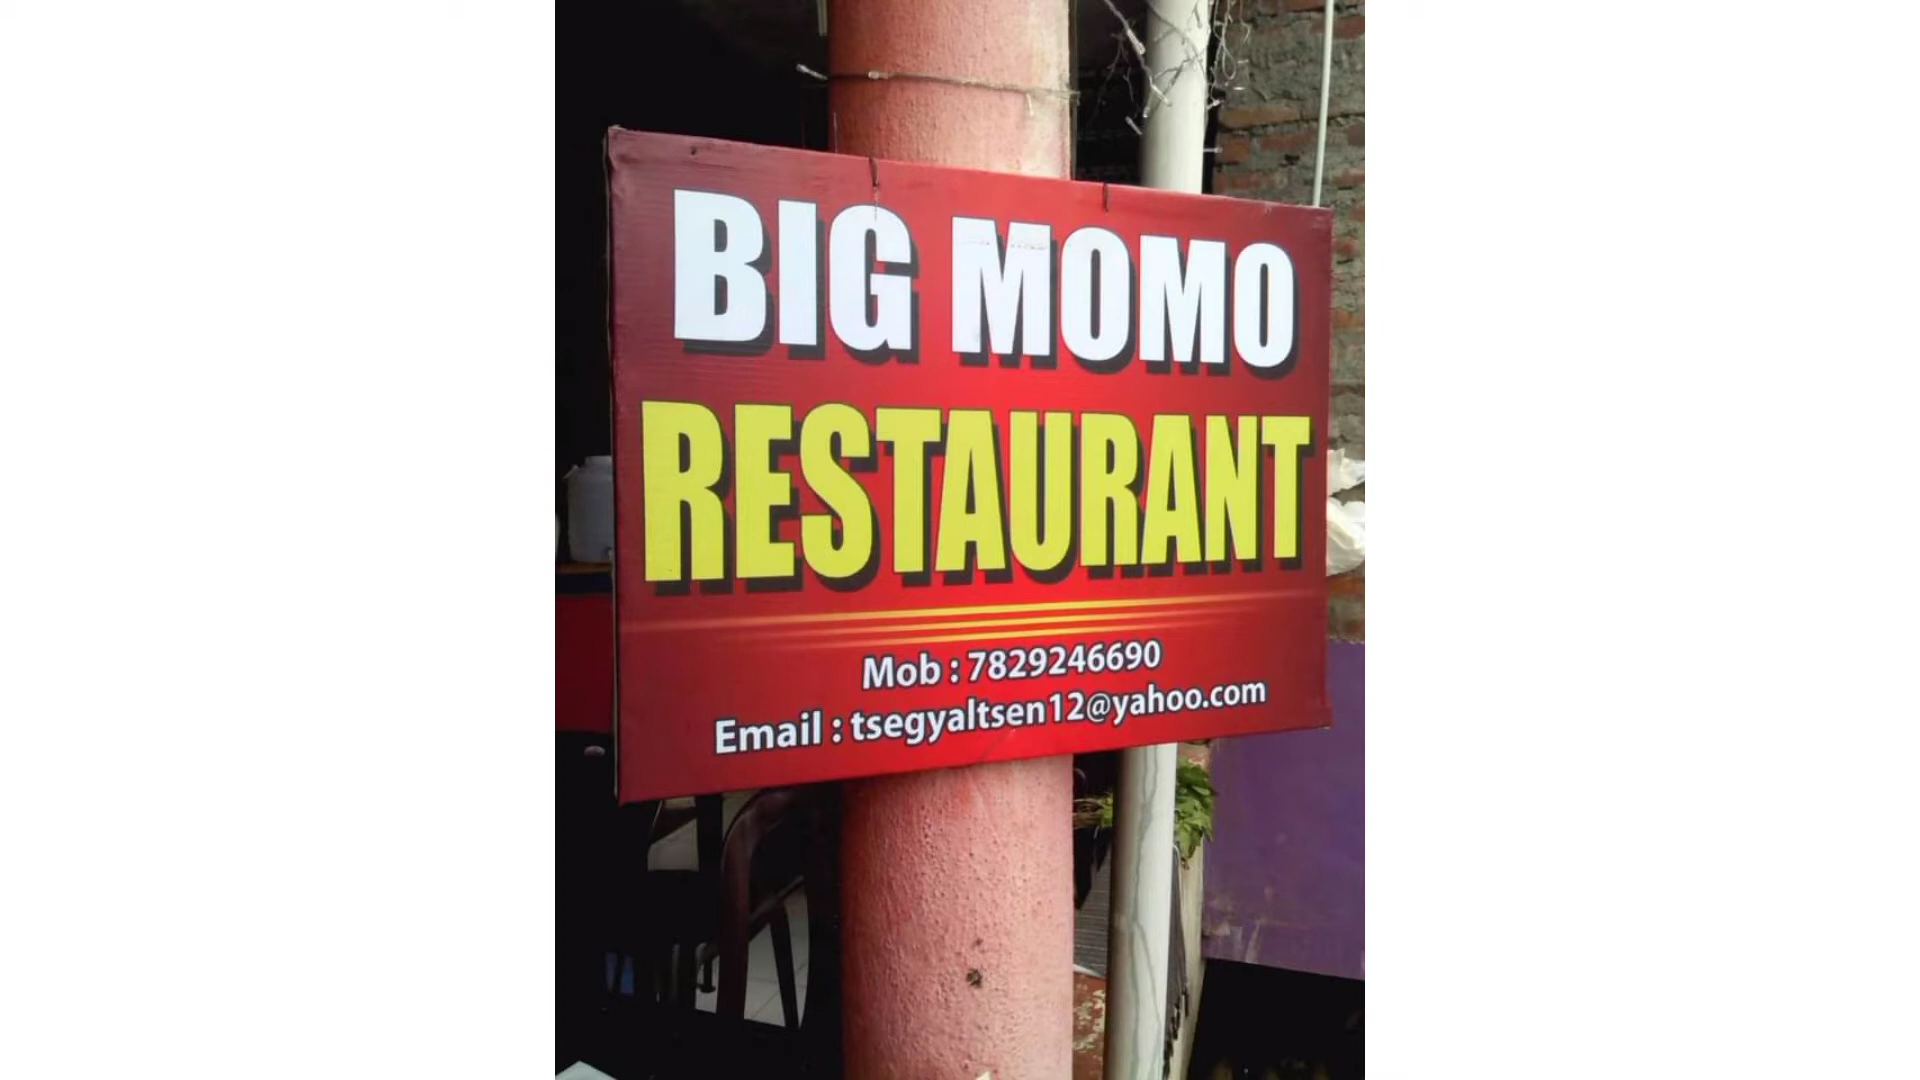 BIG MOMO
RESTAURANT
Mob : 7829246690
Email : tsegyaltsen12@yahoo.com